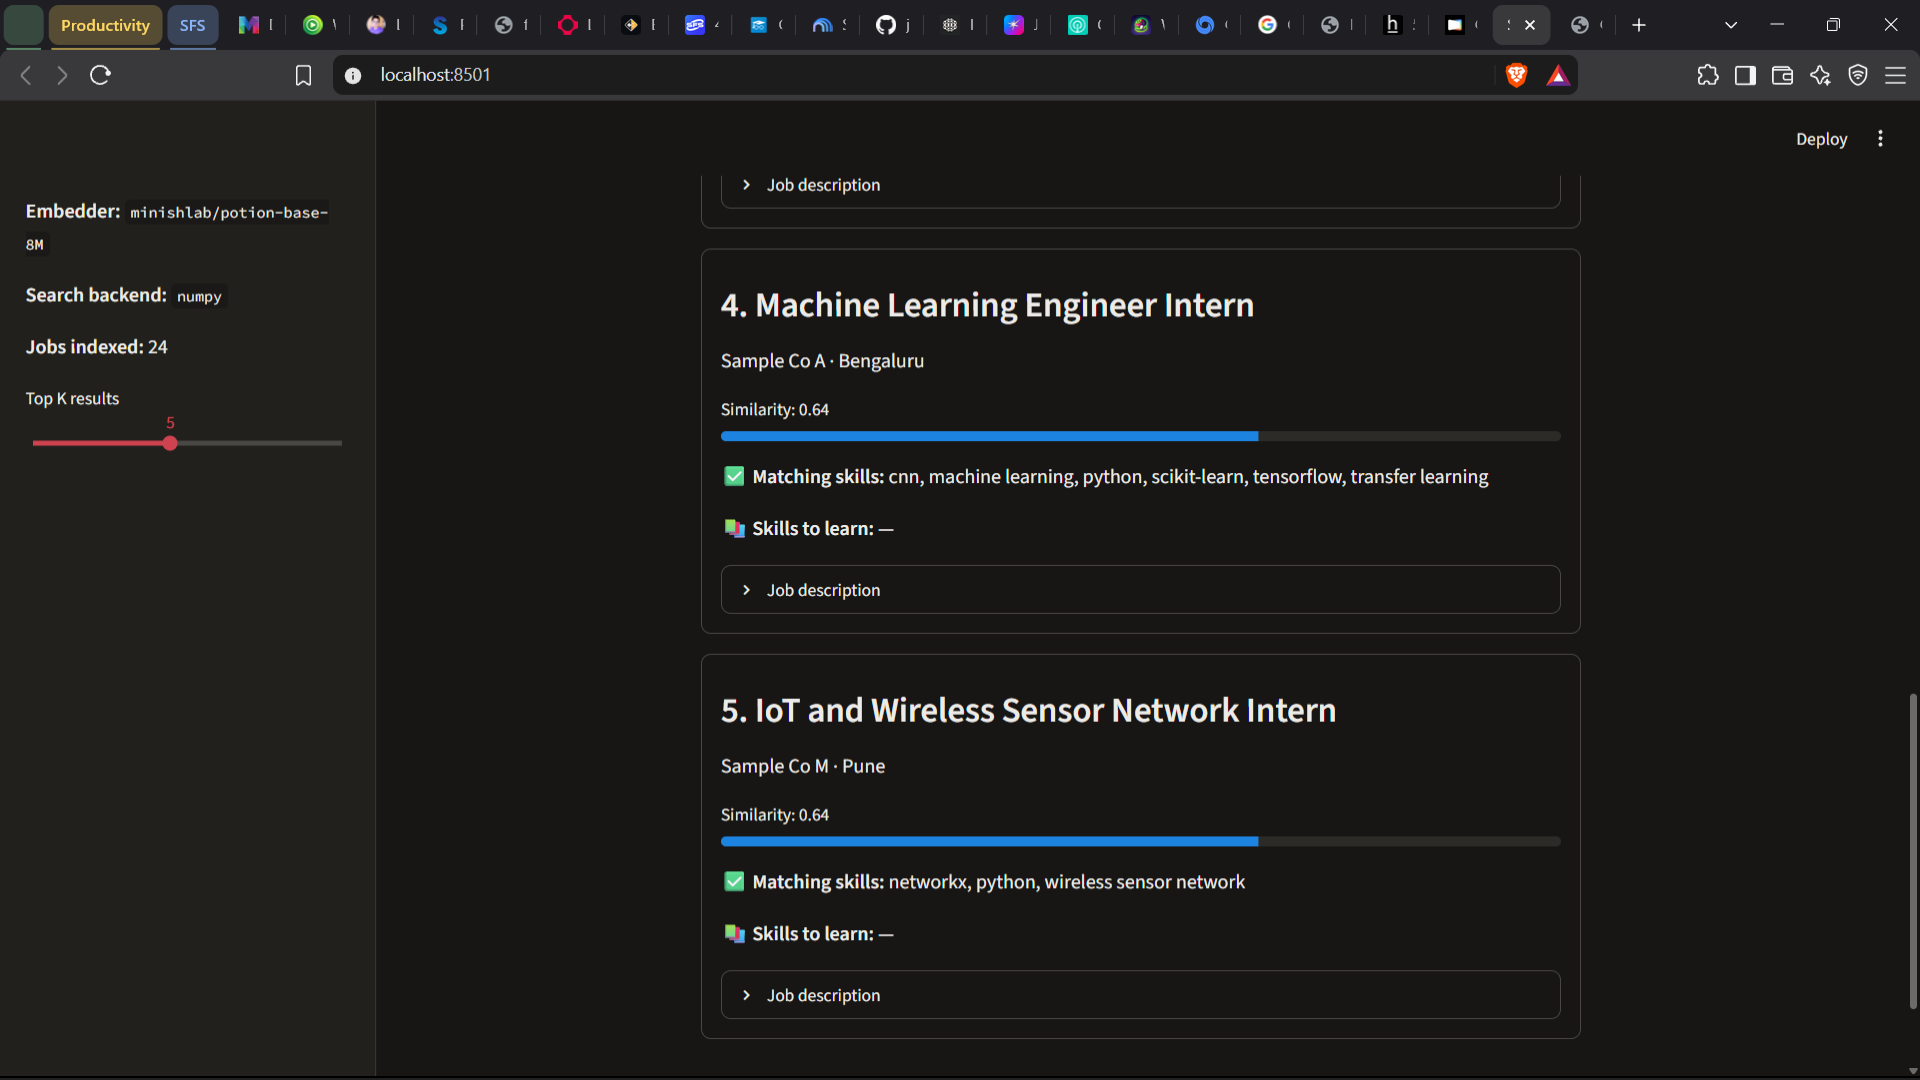 Productivity
SFS
localhost:8501
Deploy
Embedder: minishlab/potion-base-
8M
Search backend: numpy
Jobs indexed: 24
Top K results
5
Job description
4. Machine Learning Engineer Intern
Sample Co A · Bengaluru
Similarity: 0.64
✅ Matching skills: cnn, machine learning, python, scikit-learn, tensorflow, transfer learning
📚 Skills to learn: —
Job description
5. IoT and Wireless Sensor Network Intern
Sample Co M · Pune
Similarity: 0.64
✅ Matching skills: networkx, python, wireless sensor network
📚 Skills to learn: —
Job description